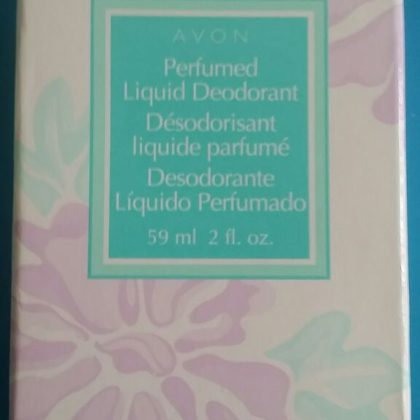 AVON
Perfumed
Liquid Deodorant
Désodorisant
liquide parfumé
Desodorante
Líquido Perfumado
59 ml 2 fl. oz.